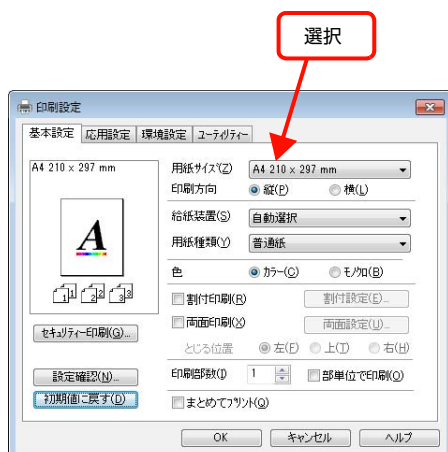 選択
印刷設定
基本設定 応用設定 環境設定 ユーティリティー
A4 210 x 297 mm
用紙サイズ(Z) A4 210 x 297 mm
印刷方向 縦(P) 横(L)
給紙装置(S) 自動選択
用紙種類(Y) 普通紙
A
色 カラー(C) モノクロ(B)
1 1 2 2 3 3
割付印刷(R) 割付設定(E)...
両面印刷(X) 両面設定(U)...
セキュリティー印刷(G)...
とじる位置 左(F) 上(T) 右(H)
設定確認(N)...
印刷部数(I) 1 部単位で印刷(O)
初期値に戻す(D)
まとめてプリント(Q)
OK キャンセル ヘルプ